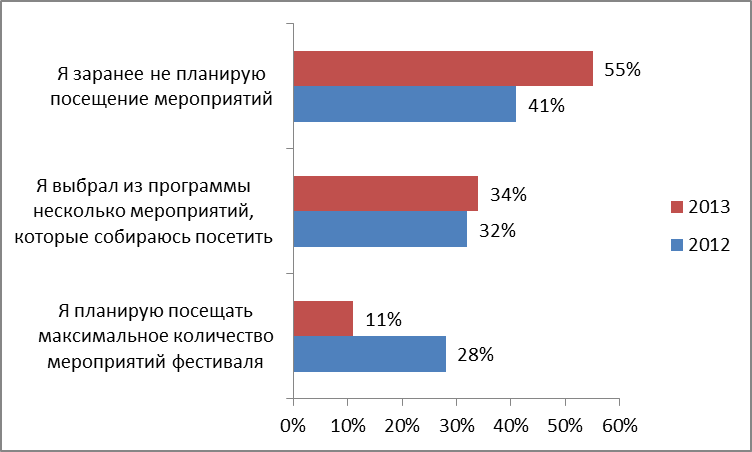 Я заранее не планирую
посещение мероприятий
55%
41%
Я выбрал из программы
несколько мероприятий,
которые собираюсь посетить
34%
32%
Я планирую посещать
максимальное количество
мероприятий фестиваля
11%
28%
2013
2012
0% 10% 20% 30% 40% 50% 60%